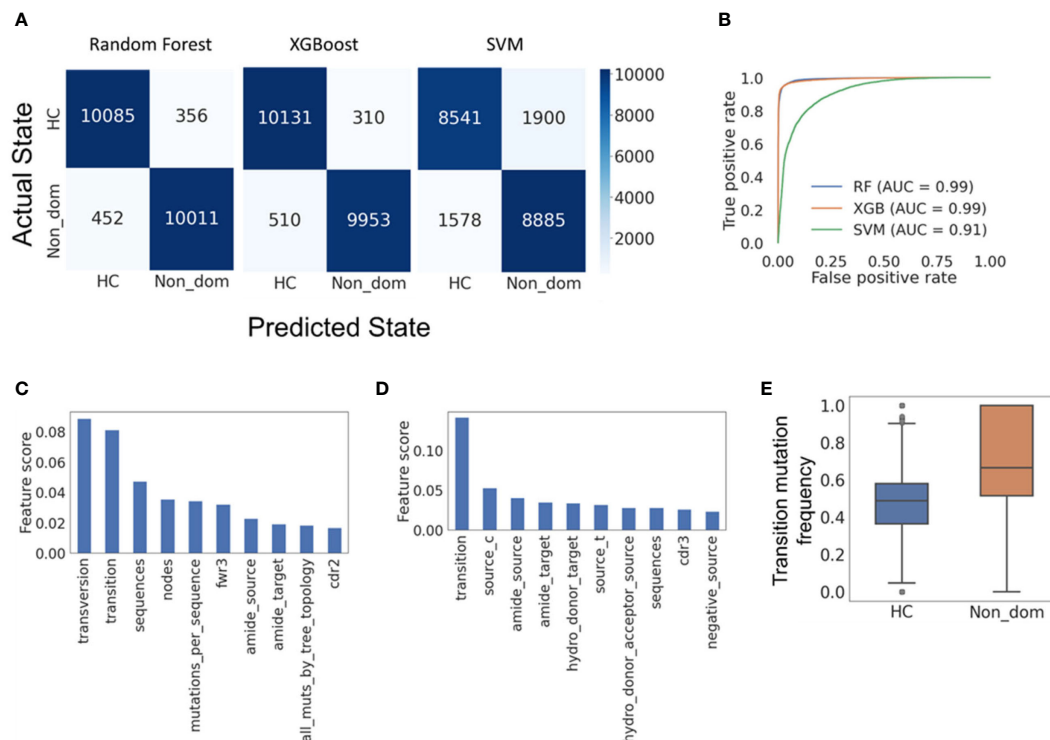 A
Random Forest
XGBoost
SVM
Actual State
HC
Non_dom
10085
356
452
10011
10131
310
510
9953
8541
1900
1578
8885
HC
Non_dom
HC
Non_dom
HC
Non_dom
Predicted State
10000
8000
6000
4000
2000
B
True positive rate
1.0
0.8
0.6
0.4
0.2
0.0
RF (AUC = 0.99)
XGB (AUC = 0.99)
SVM (AUC = 0.91)
0.00
0.25
0.50
0.75
1.00
False positive rate
C
Feature score
0.08
0.06
0.04
0.02
0.00
transversion
transition
sequences
nodes
mutations_per_sequence
fwr3
amide_source
amide_target
all_muts_by_tree_topology
cdr2
D
Feature score
0.10
0.05
0.00
transition
source_c
amide_source
amide_target
hydro_donor_target
source_t
hydro_donor_acceptor_source
sequences
cdr3
negative_source
E
Transition mutation
frequency
1.0
0.8
0.6
0.4
0.2
0.0
HC
Non_dom